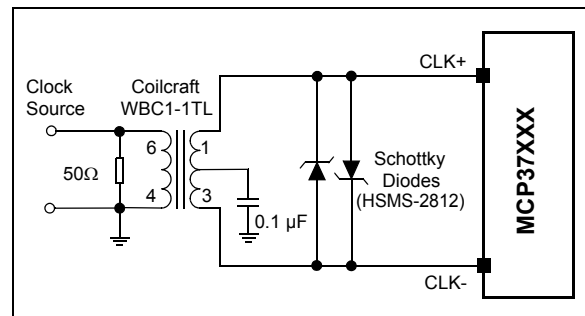 Clock
Source
Coilcraft
WBC1-1TL
50Ω
6
4
1
3
0.1 µF
CLK+
Schottky
Diodes
(HSMS-2812)
CLK-
MCP37XXX